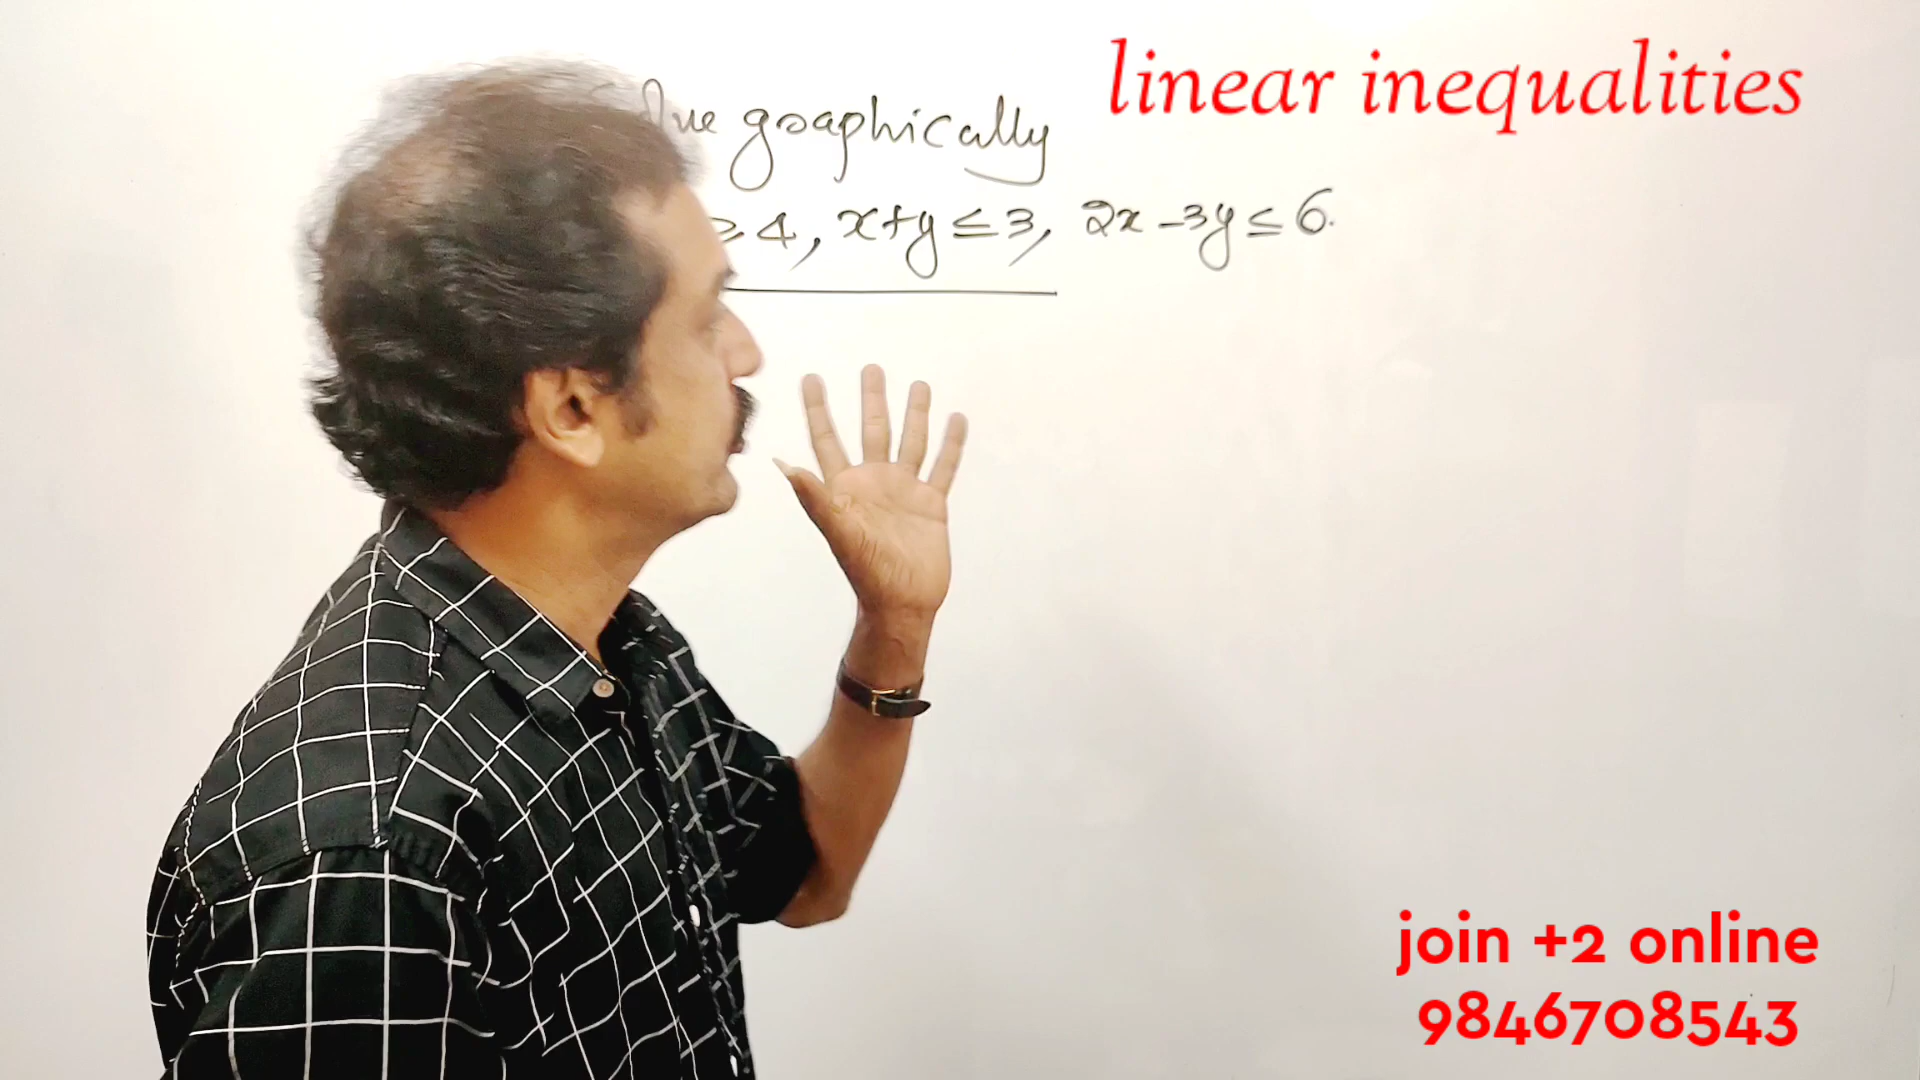 linear inequalities
graphically
≥ 4, x+y ≤ 3, 2x-3y ≤ 6.
join +2 online
9846708543